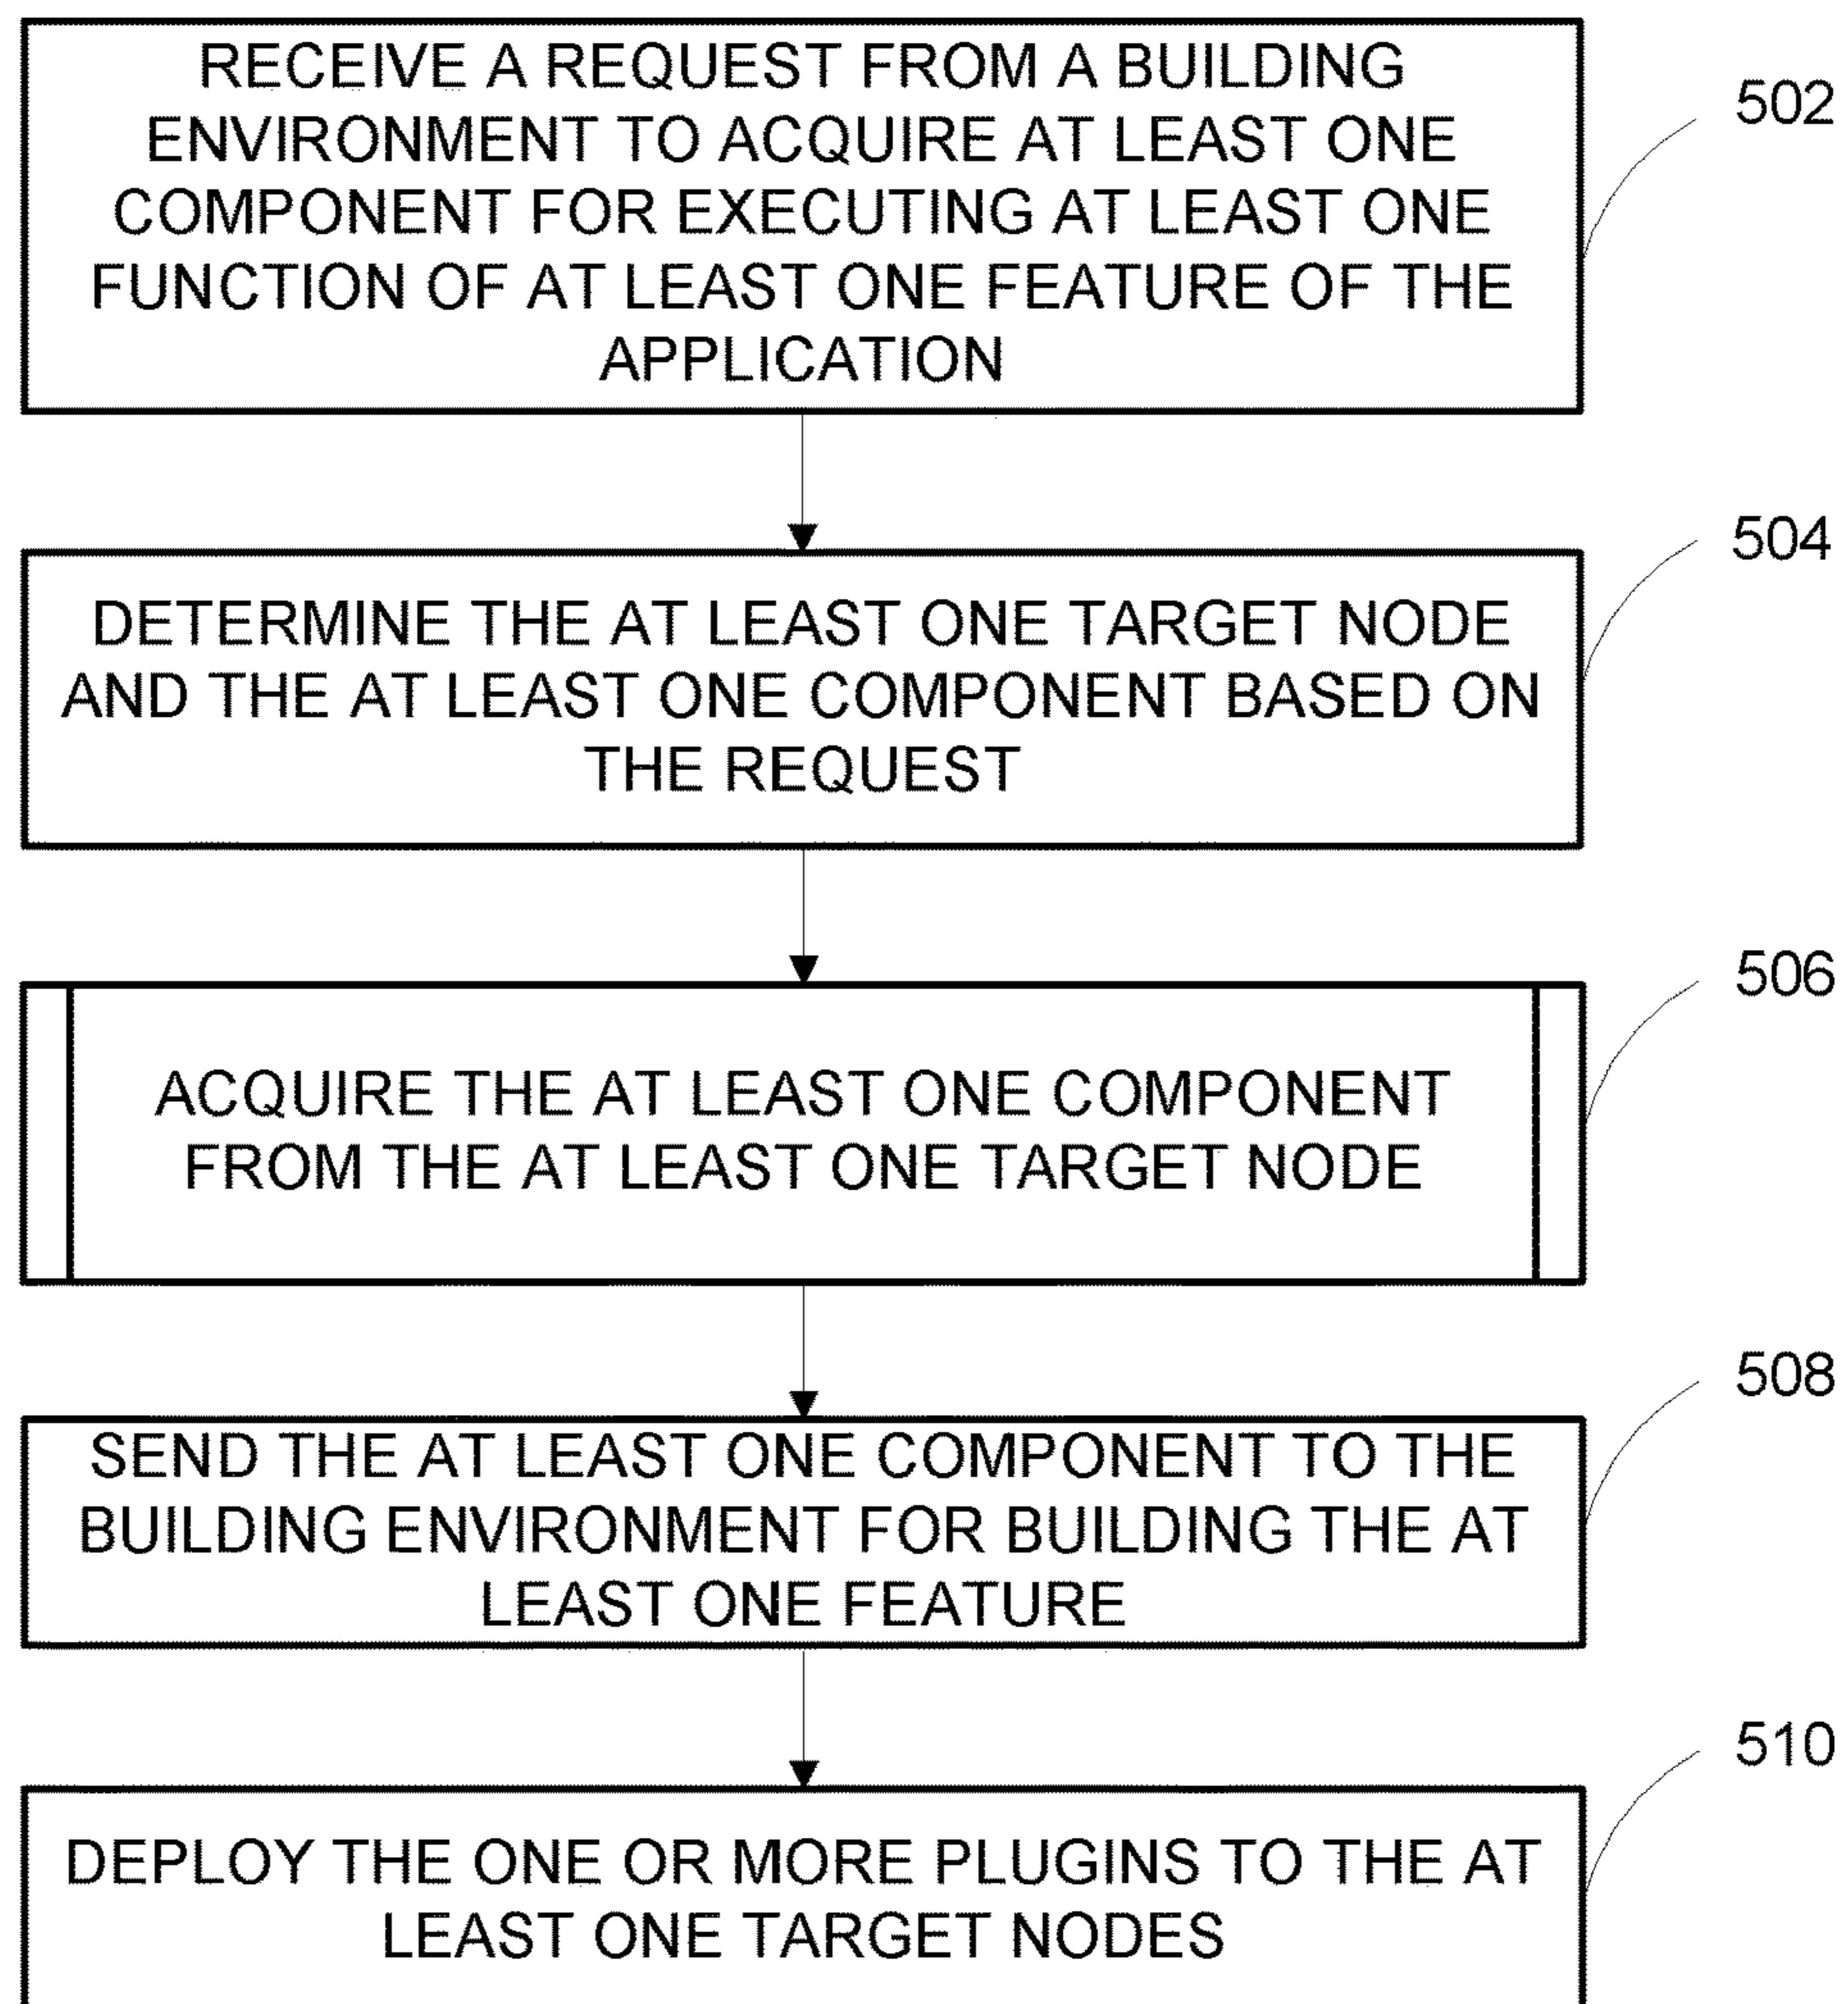 RECEIVE A REQUEST FROM A BUILDING
ENVIRONMENT TO ACQUIRE AT LEAST ONE
COMPONENT FOR EXECUTING AT LEAST ONE
FUNCTION OF AT LEAST ONE FEATURE OF THE
APPLICATION
502
DETERMINE THE AT LEAST ONE TARGET NODE
AND THE AT LEAST ONE COMPONENT BASED ON
THE REQUEST
504
ACQUIRE THE AT LEAST ONE COMPONENT
FROM THE AT LEAST ONE TARGET NODE
506
SEND THE AT LEAST ONE COMPONENT TO THE
BUILDING ENVIRONMENT FOR BUILDING THE AT
LEAST ONE FEATURE
508
DEPLOY THE ONE OR MORE PLUGINS TO THE AT
LEAST ONE TARGET NODES
510